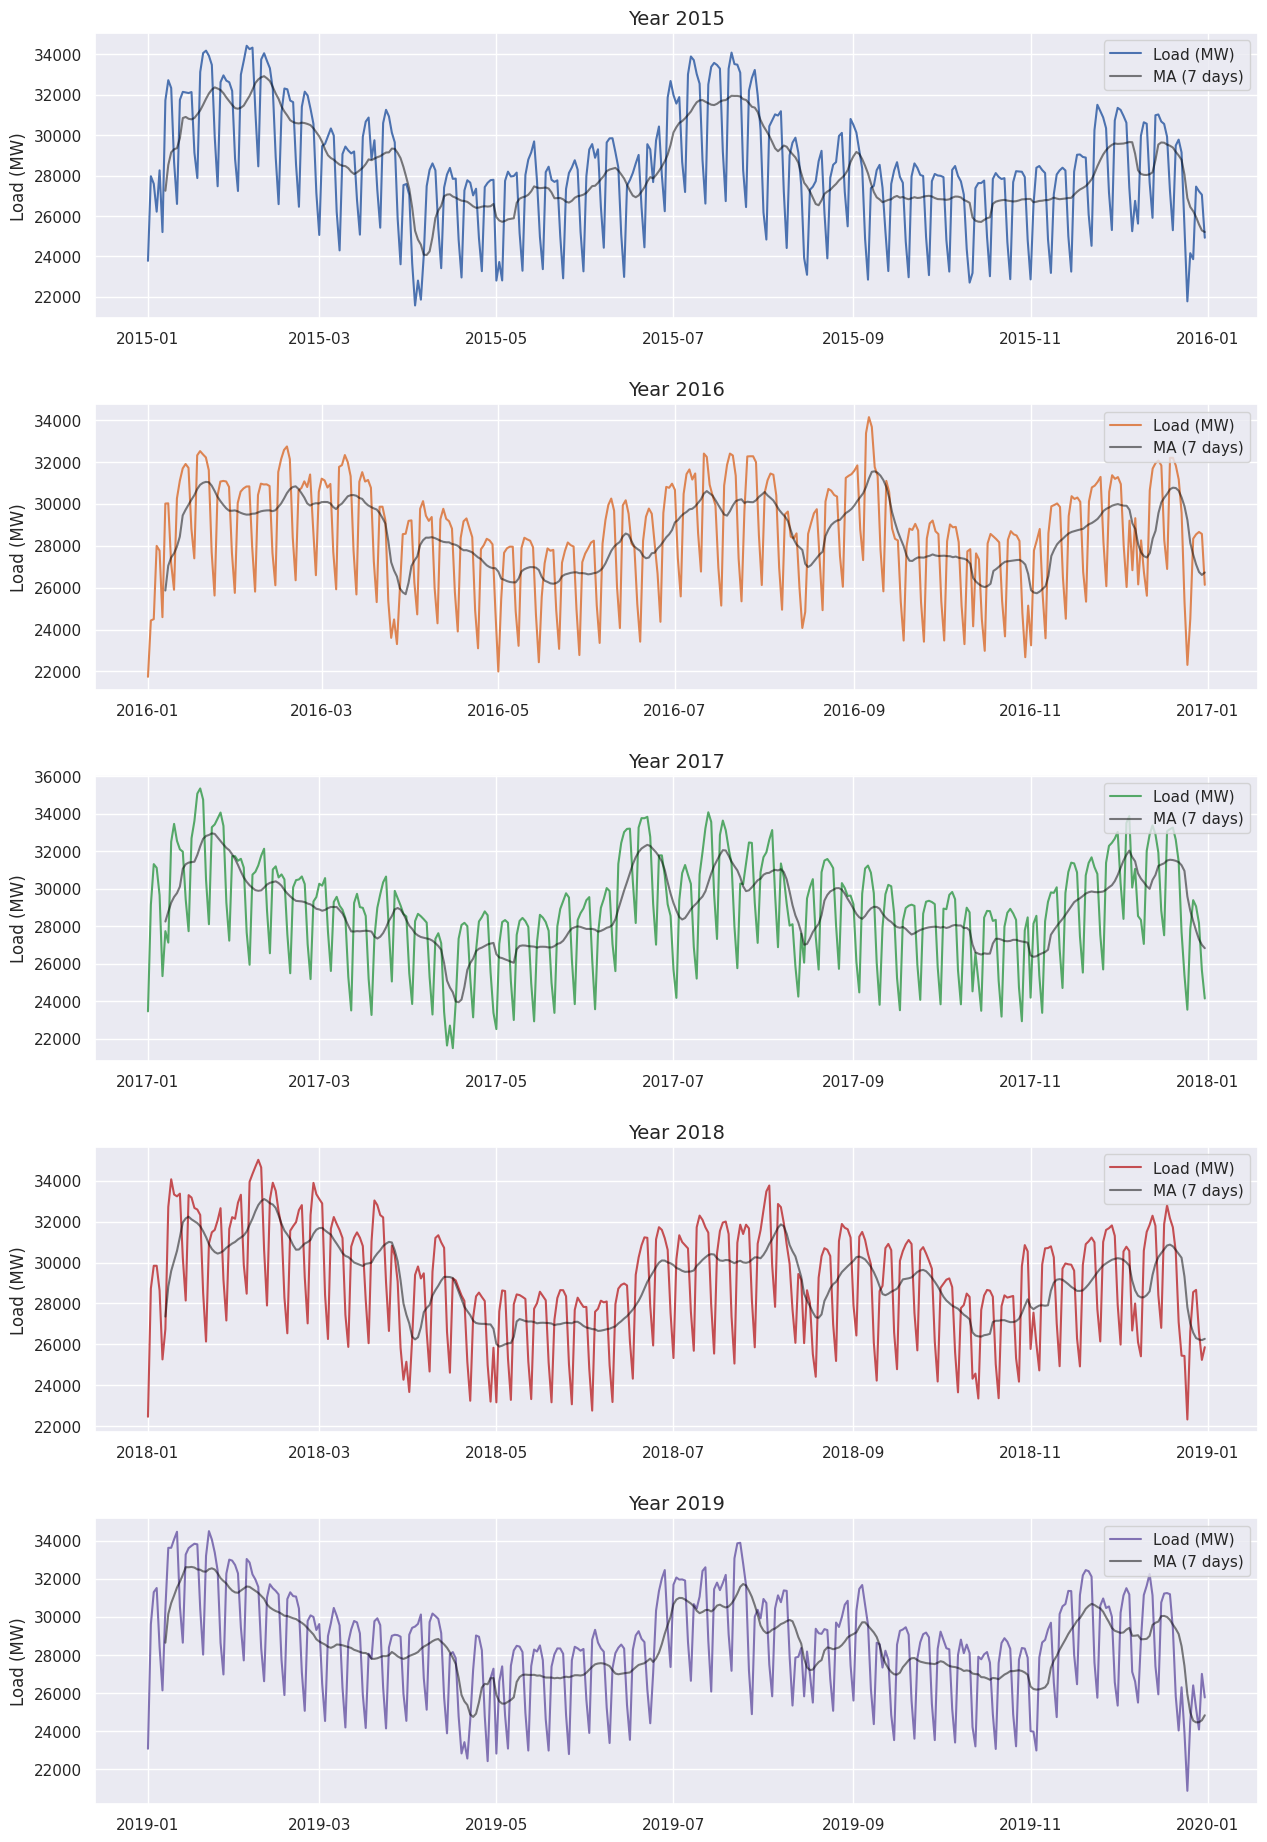 Year 2015
Load (MW)
MA (7 days)
Load (MW)
34000
32000
30000
28000
26000
24000
22000
2015-01 2015-03 2015-05 2015-07 2015-09 2015-11 2016-01
Year 2016
Load (MW)
MA (7 days)
Load (MW)
34000
32000
30000
28000
26000
24000
22000
2016-01 2016-03 2016-05 2016-07 2016-09 2016-11 2017-01
Year 2017
Load (MW)
MA (7 days)
Load (MW)
36000
34000
32000
30000
28000
26000
24000
22000
2017-01 2017-03 2017-05 2017-07 2017-09 2017-11 2018-01
Year 2018
Load (MW)
MA (7 days)
Load (MW)
34000
32000
30000
28000
26000
24000
22000
2018-01 2018-03 2018-05 2018-07 2018-09 2018-11 2019-01
Year 2019
Load (MW)
MA (7 days)
Load (MW)
34000
32000
30000
28000
26000
24000
22000
2019-01 2019-03 2019-05 2019-07 2019-09 2019-11 2020-01